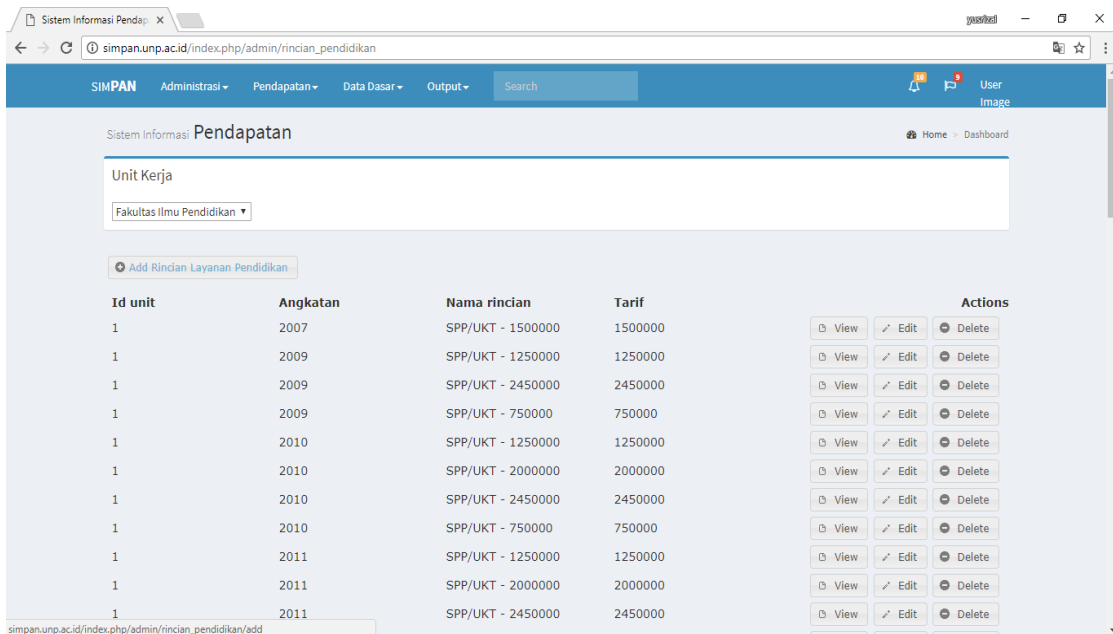 Sistem Informasi Pendap
yusrizal
simpan.unp.ac.id/index.php/admin/rincian_pendidikan
SIMPAN Administrasi Pendapatan Data Dasar Output Search 10 9 User Image
Sistem Informasi Pendapatan Home > Dashboard
Unit Kerja
Fakultas Ilmu Pendidikan
Add Rincian Layanan Pendidikan
Id unit Angkatan Nama rincian Tarif Actions
1 2007 SPP/UKT - 1500000 1500000 View Edit Delete
1 2009 SPP/UKT - 1250000 1250000 View Edit Delete
1 2009 SPP/UKT - 2450000 2450000 View Edit Delete
1 2009 SPP/UKT - 750000 750000 View Edit Delete
1 2010 SPP/UKT - 1250000 1250000 View Edit Delete
1 2010 SPP/UKT - 2000000 2000000 View Edit Delete
1 2010 SPP/UKT - 2450000 2450000 View Edit Delete
1 2010 SPP/UKT - 750000 750000 View Edit Delete
1 2011 SPP/UKT - 1250000 1250000 View Edit Delete
1 2011 SPP/UKT - 2000000 2000000 View Edit Delete
1 2011 SPP/UKT - 2450000 2450000 View Edit Delete
simpan.unp.ac.id/index.php/admin/rincian_pendidikan/add